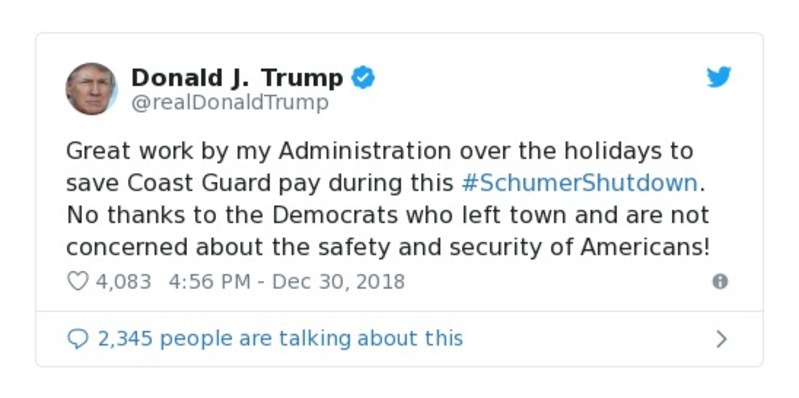 Donald J. Trump
@realDonaldTrump
Great work by my Administration over the holidays to
save Coast Guard pay during this #SchumerShutdown.
No thanks to the Democrats who left town and are not
concerned about the safety and security of Americans!
4,083 4:56 PM - Dec 30, 2018
2,345 people are talking about this